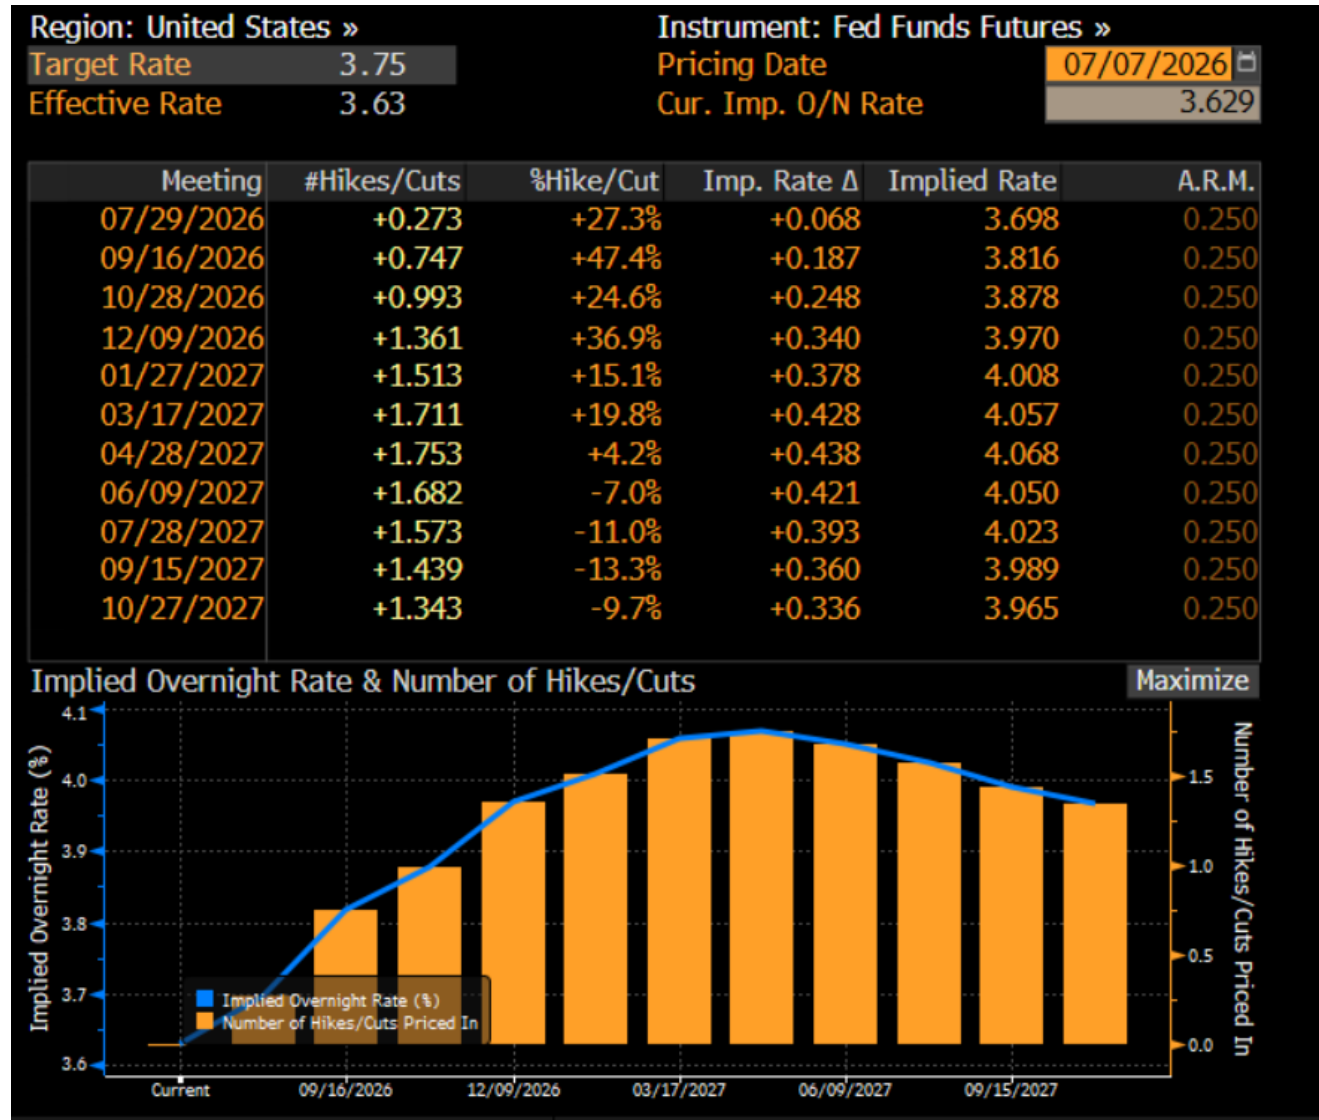 Region: United States » Instrument: Fed Funds Futures »
Target Rate 3.75 Pricing Date 07/07/2026
Effective Rate 3.63 Cur. Imp. O/N Rate 3.629
Meeting #Hikes/Cuts %Hike/Cut Imp. Rate Δ Implied Rate A.R.M.
07/29/2026 +0.273 +27.3% +0.068 3.698 0.250
09/16/2026 +0.747 +47.4% +0.187 3.816 0.250
10/28/2026 +0.993 +24.6% +0.248 3.878 0.250
12/09/2026 +1.361 +36.9% +0.340 3.970 0.250
01/27/2027 +1.513 +15.1% +0.378 4.008 0.250
03/17/2027 +1.711 +19.8% +0.428 4.057 0.250
04/28/2027 +1.753 +4.2% +0.438 4.068 0.250
06/09/2027 +1.682 -7.0% +0.421 4.050 0.250
07/28/2027 +1.573 -11.0% +0.393 4.023 0.250
09/15/2027 +1.439 -13.3% +0.360 3.989 0.250
10/27/2027 +1.343 -9.7% +0.336 3.965 0.250
Implied Overnight Rate & Number of Hikes/Cuts Maximize
Implied Overnight Rate (%)
4.1
4.0
3.9
3.8
3.7
3.6
Implied Overnight Rate (%)
Number of Hikes/Cuts Priced In
1.5
1.0
0.5
0.0
Number of Hikes/Cuts Priced In
Current 09/16/2026 12/09/2026 03/17/2027 06/09/2027 09/15/2027